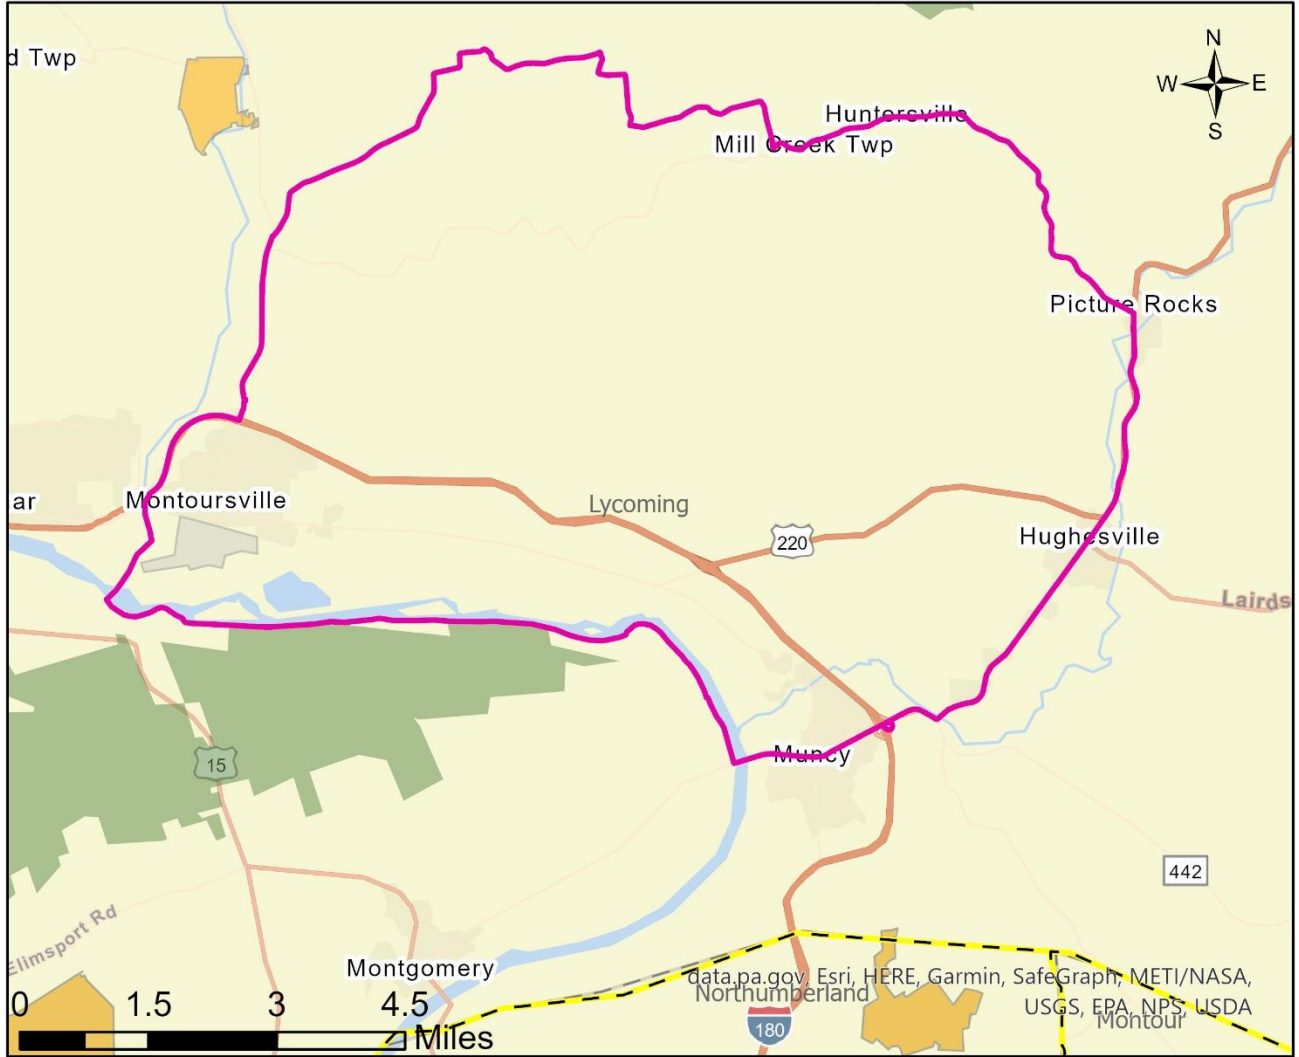 N
W E
S
d Twp
Huntersville
Mill Creek Twp
Picture Rocks
ar
Montoursville
Lycoming
220
Hughesville
Lairds
Muncy
15
442
Elimsport Rd
Montgomery
data.pa.gov, Esri, HERE, Garmin, SafeGraph, METI/NASA,
USGS, EPA, NPS, USDA
Northumberland
Montour
180
0 1.5 3 4.5
Miles